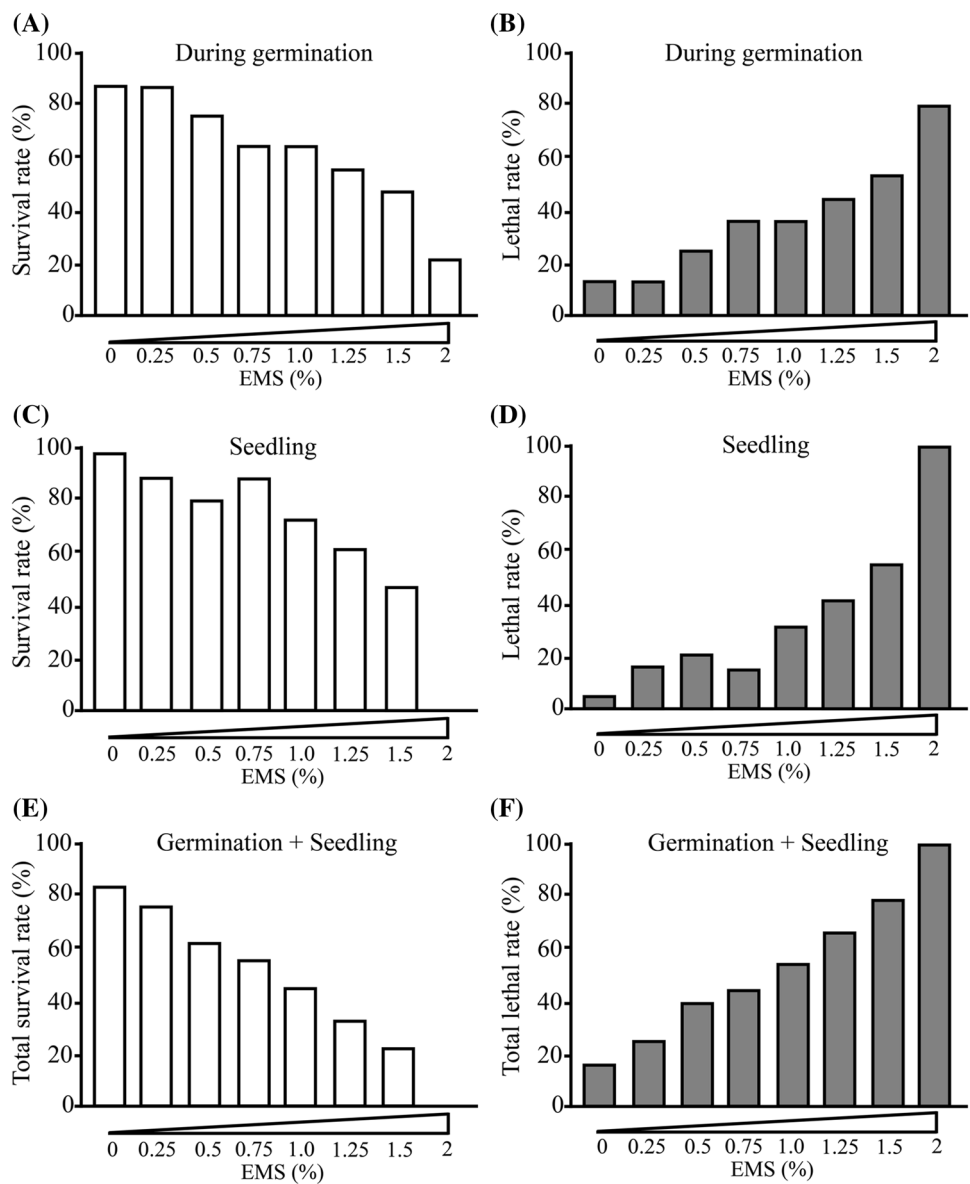 (A)
During germination
Survival rate (%)
100
80
60
40
20
0
0 0.25 0.5 0.75 1.0 1.25 1.5 2
EMS (%)
(B)
During germination
Lethal rate (%)
100
80
60
40
20
0
0 0.25 0.5 0.75 1.0 1.25 1.5 2
EMS (%)
(C)
Seedling
Survival rate (%)
100
80
60
40
20
0
0 0.25 0.5 0.75 1.0 1.25 1.5 2
EMS (%)
(D)
Seedling
Lethal rate (%)
100
80
60
40
20
0
0 0.25 0.5 0.75 1.0 1.25 1.5 2
EMS (%)
(E)
Germination + Seedling
Total survival rate (%)
100
80
60
40
20
0
0 0.25 0.5 0.75 1.0 1.25 1.5 2
EMS (%)
(F)
Germination + Seedling
Total lethal rate (%)
100
80
60
40
20
0
0 0.25 0.5 0.75 1.0 1.25 1.5 2
EMS (%)